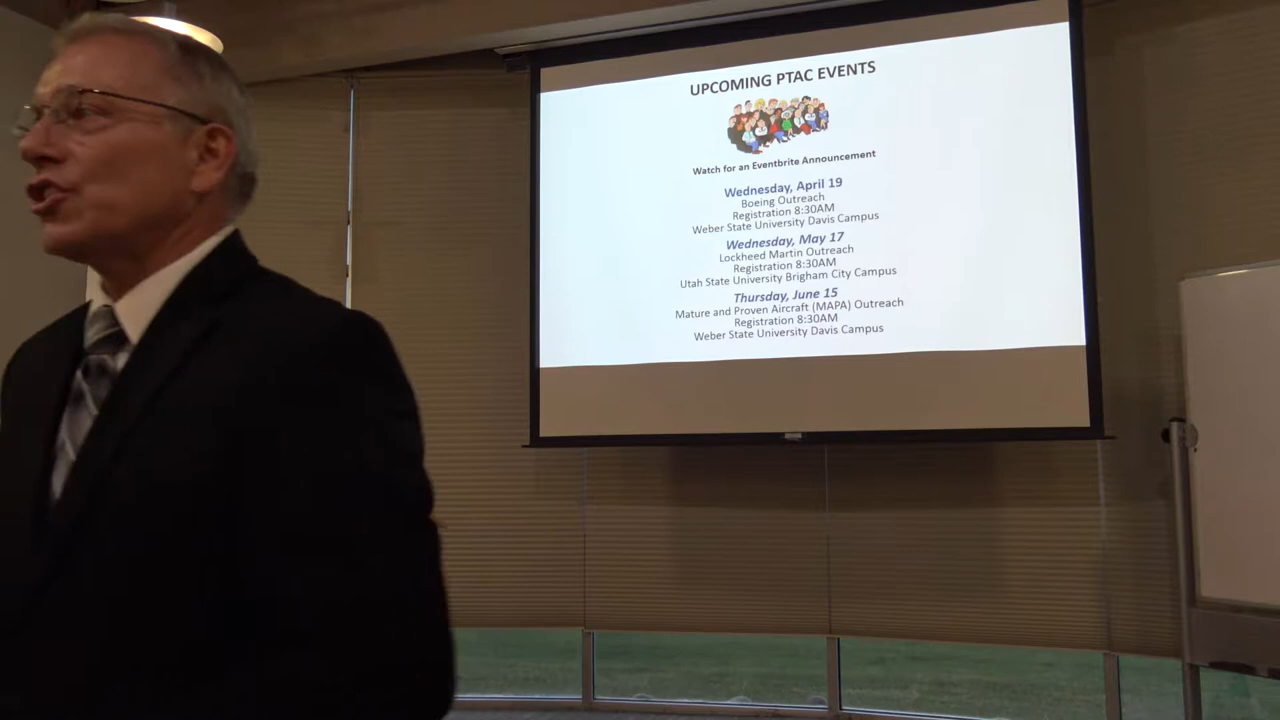 UPCOMING PTAC EVENTS
Watch for an Eventbrite Announcement
Wednesday, April 19
Boeing Outreach
Registration 8:30AM
Weber State University Davis Campus
Wednesday, May 17
Lockheed Martin Outreach
Registration 8:30AM
Utah State University Brigham City Campus
Thursday, June 15
Mature and Proven Aircraft (MAPA) Outreach
Registration 8:30AM
Weber State University Davis Campus